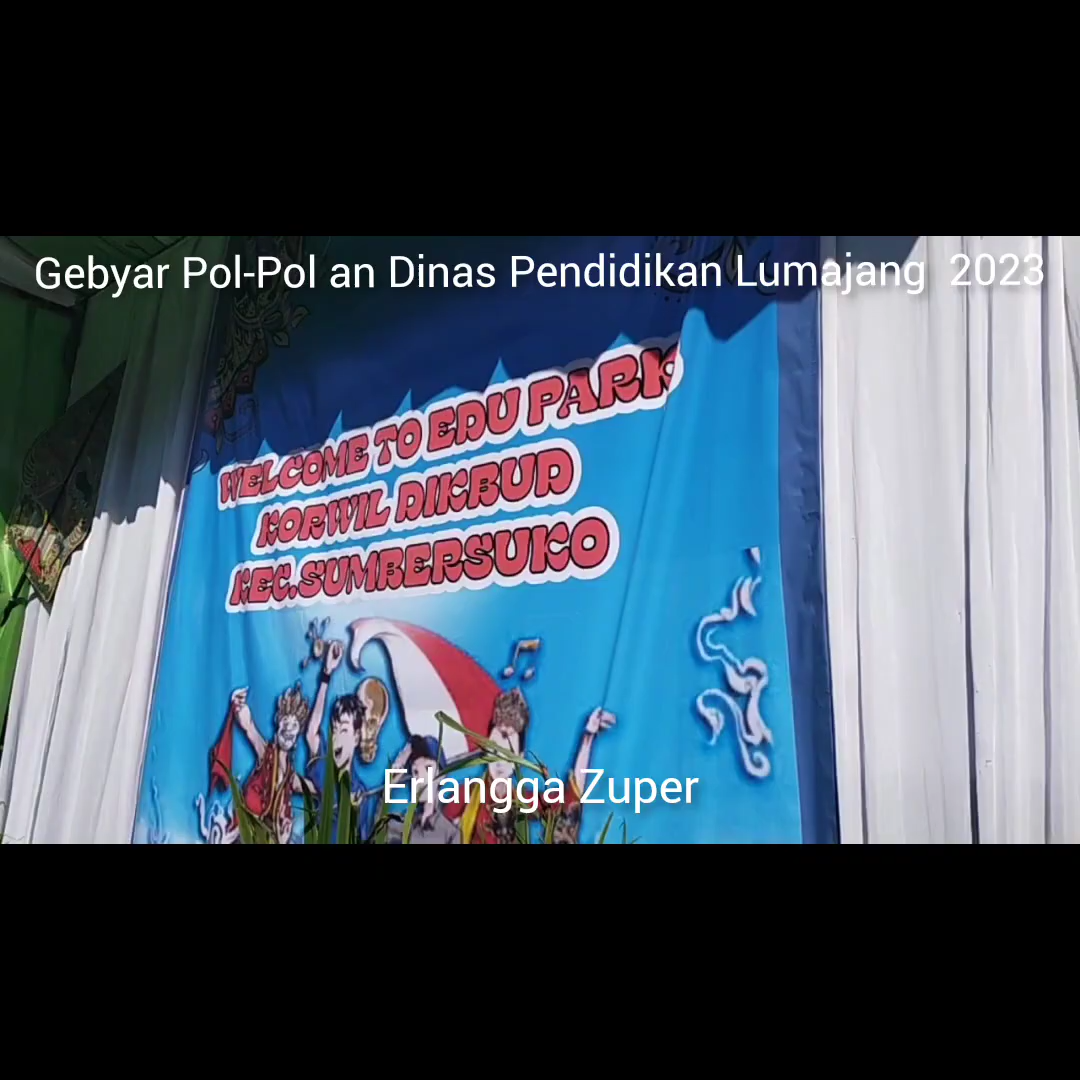 Gebyar Pol-Pol an Dinas Pendidikan Lumajang 2023
WELCOME TO EDU PARK
KORWIL DIKBUD
KEC.SUMBERSUKO
Erlangga Zuper